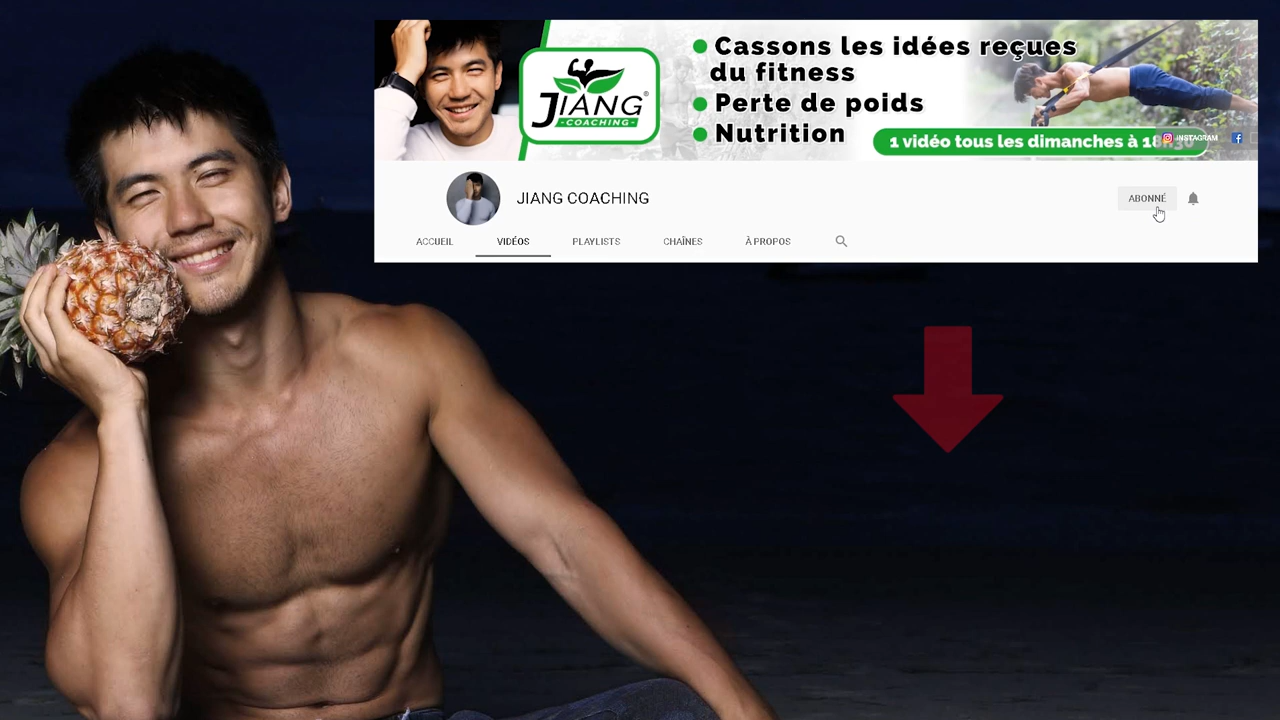 Cassons les idées reçues
du fitness
JIANG®
-COACHING-
Perte de poids
Nutrition
1 vidéo tous les dimanches à 18h30
INSTAGRAM
JIANG COACHING
ABONNÉ
ACCUEIL VIDÉOS PLAYLISTS CHAÎNES À PROPOS